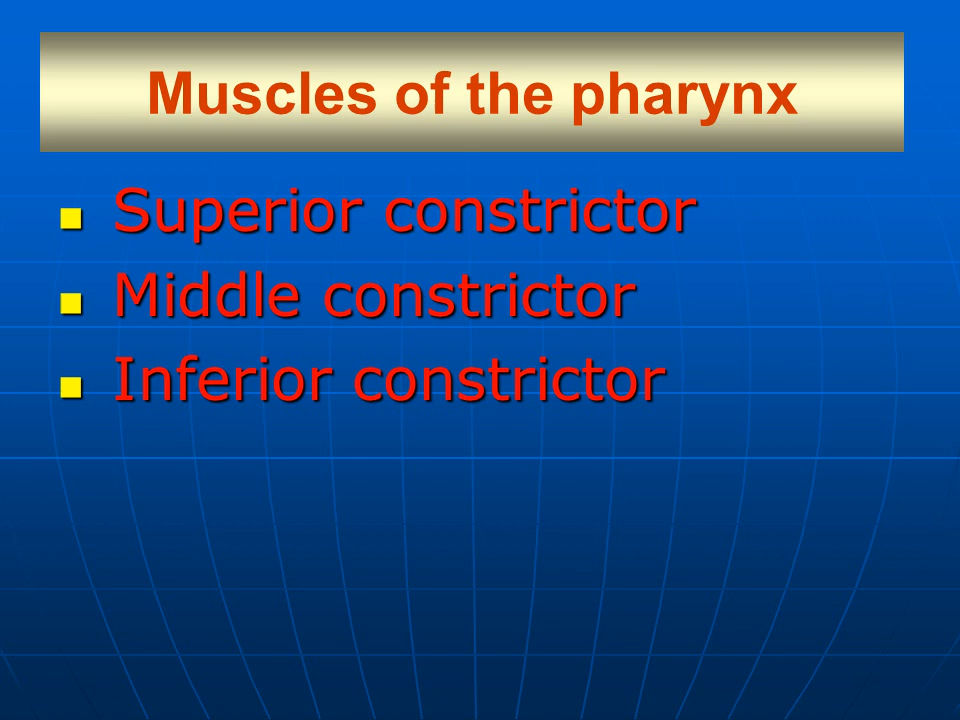 Muscles of the pharynx
Superior constrictor
Middle constrictor
Inferior constrictor